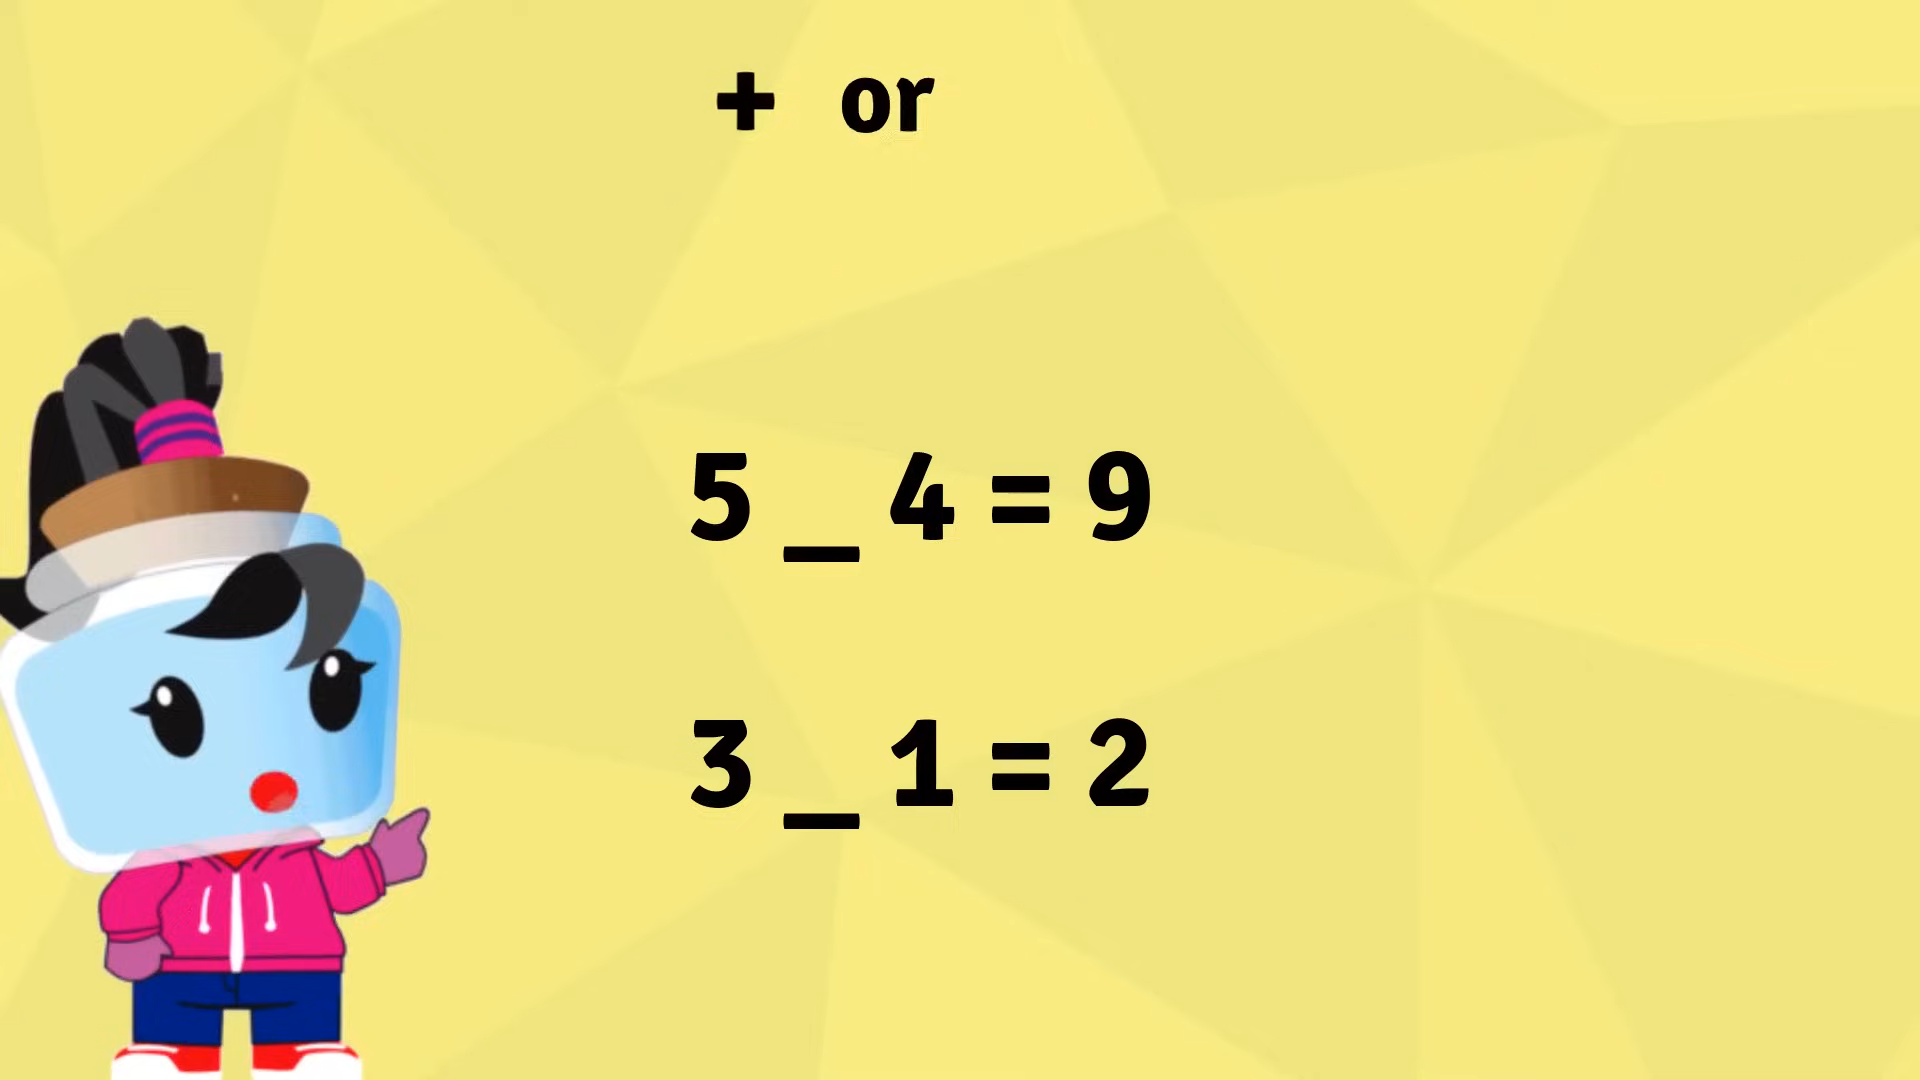 + or
5 _ 4 = 9
3 _ 1 = 2